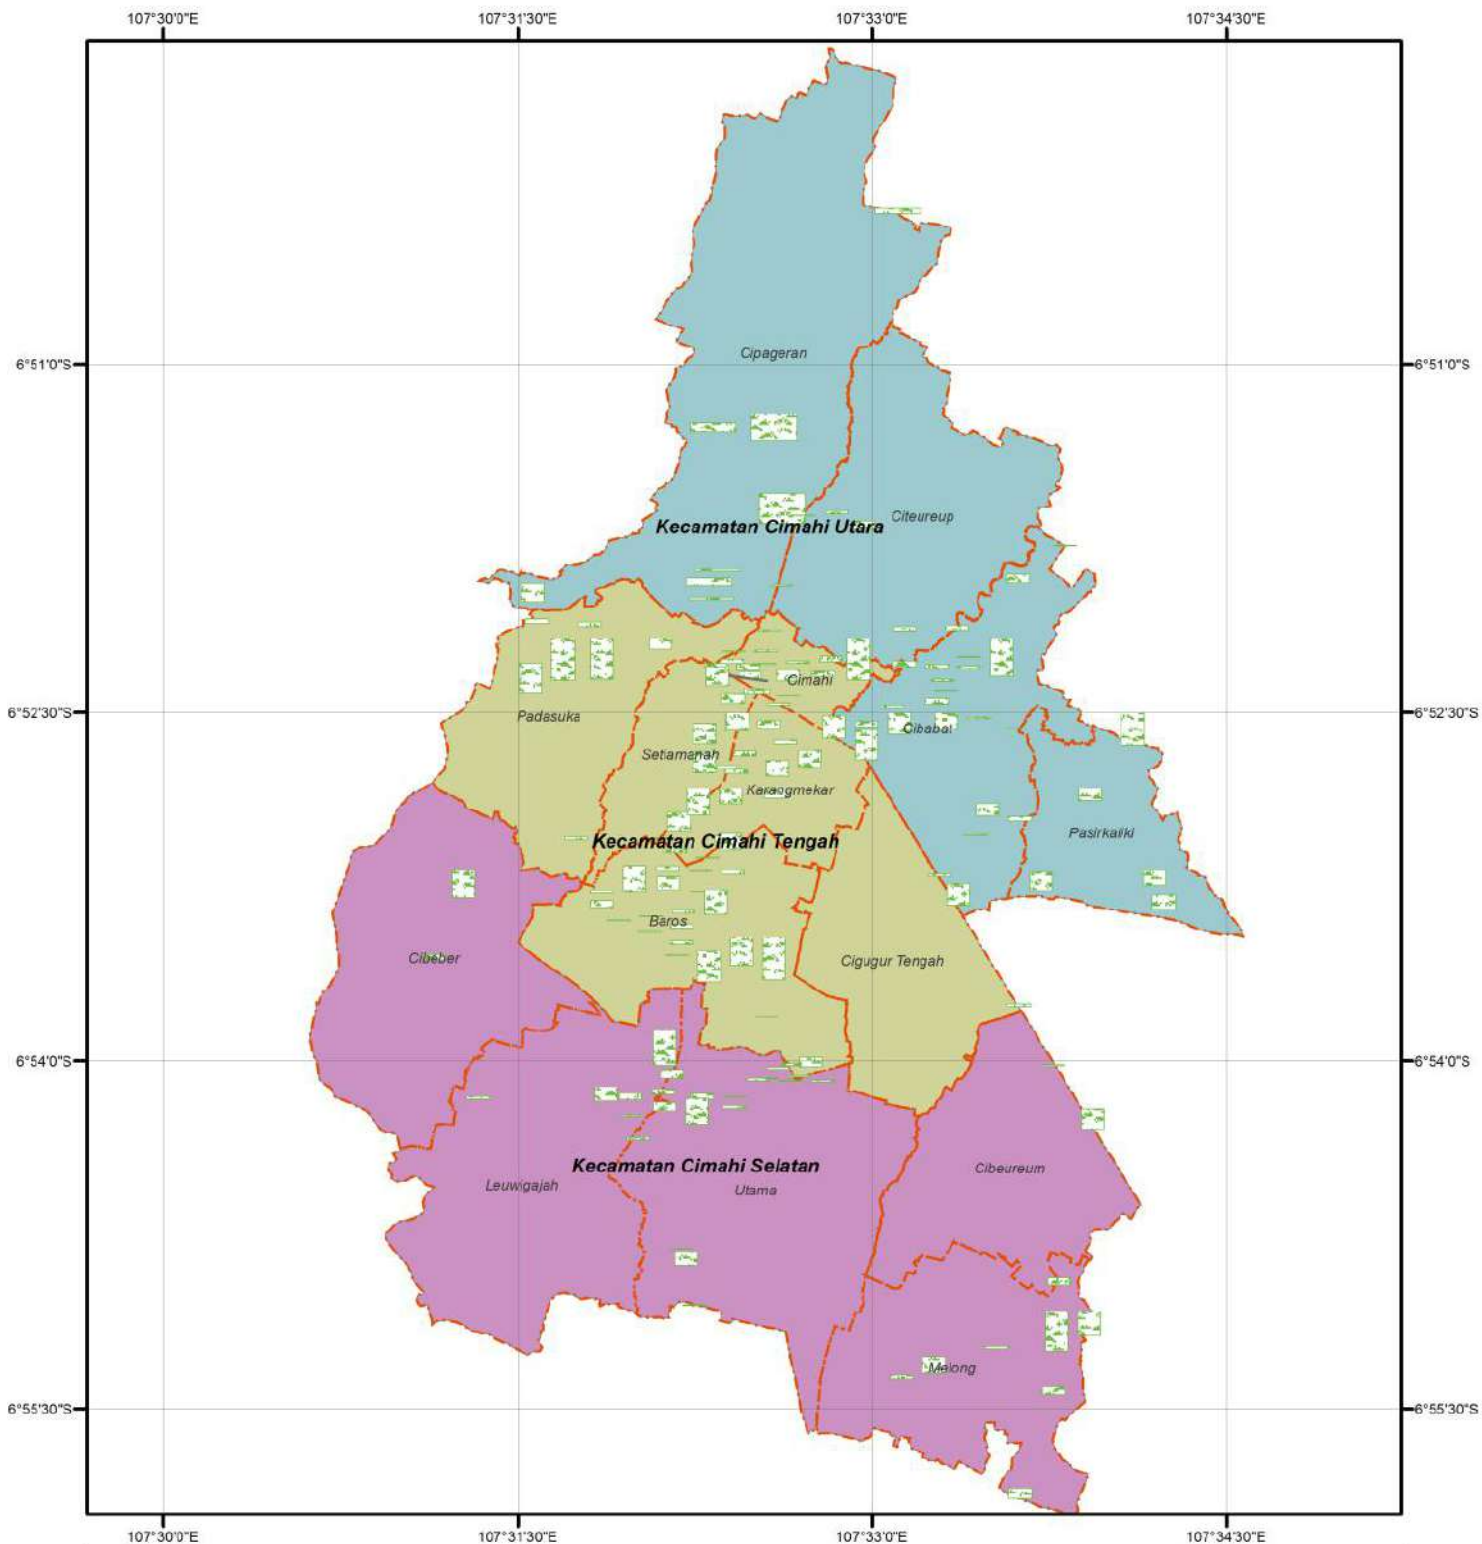 107°30'0"E
107°31'30"E
107°33'0"E
107°34'30"E
6°51'0"S
6°51'0"S
Cipageran
Citeureup
Kecamatan Cimahi Utara
Cimahi
6°52'30"S
6°52'30"S
Padasuka
Cibabat
Setiamanah
Karangmekar
Pasirkaliki
Kecamatan Cimahi Tengah
Baros
Cibeber
Cigugur Tengah
6°54'0"S
6°54'0"S
Kecamatan Cimahi Selatan
Cibeureum
Leuwigajah
Utama
Melong
6°55'30"S
6°55'30"S
107°30'0"E
107°31'30"E
107°33'0"E
107°34'30"E